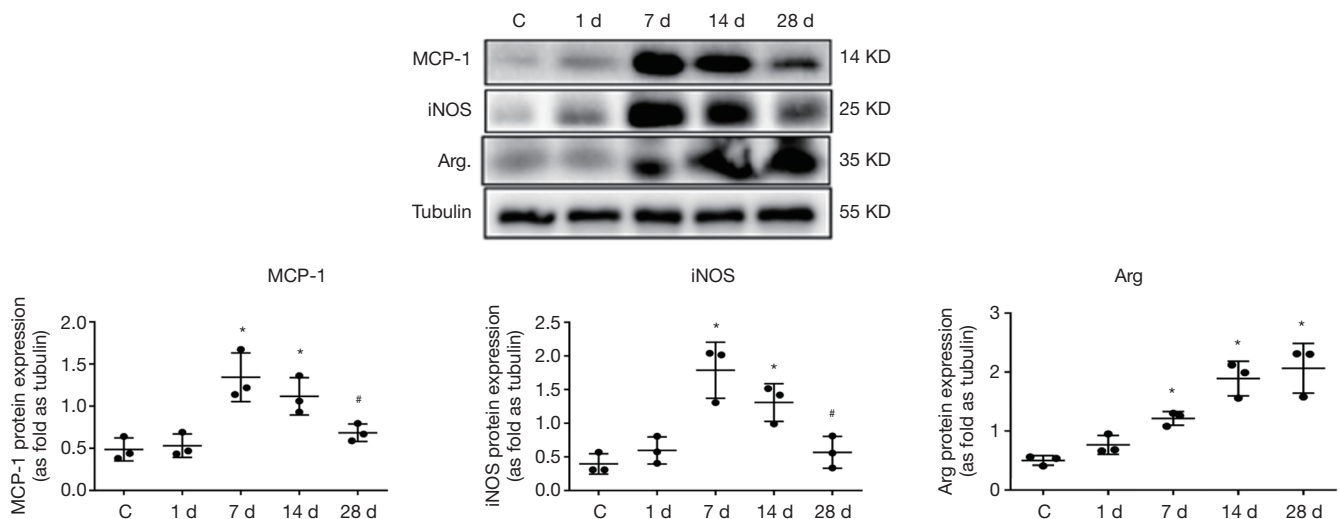 C 1 d 7 d 14 d 28 d
MCP-1 14 KD
iNOS 25 KD
Arg. 35 KD
Tubulin 55 KD
MCP-1
MCP-1 protein expression
(as fold as tubulin)
2.0
1.5
1.0
0.5
0.0
* * #
C 1 d 7 d 14 d 28 d
iNOS
iNOS protein expression
(as fold as tubulin)
2.5
2.0
1.5
1.0
0.5
0.0
* * #
C 1 d 7 d 14 d 28 d
Arg
Arg protein expression
(as fold as tubulin)
3
2
1
0
* * *
C 1 d 7 d 14 d 28 d